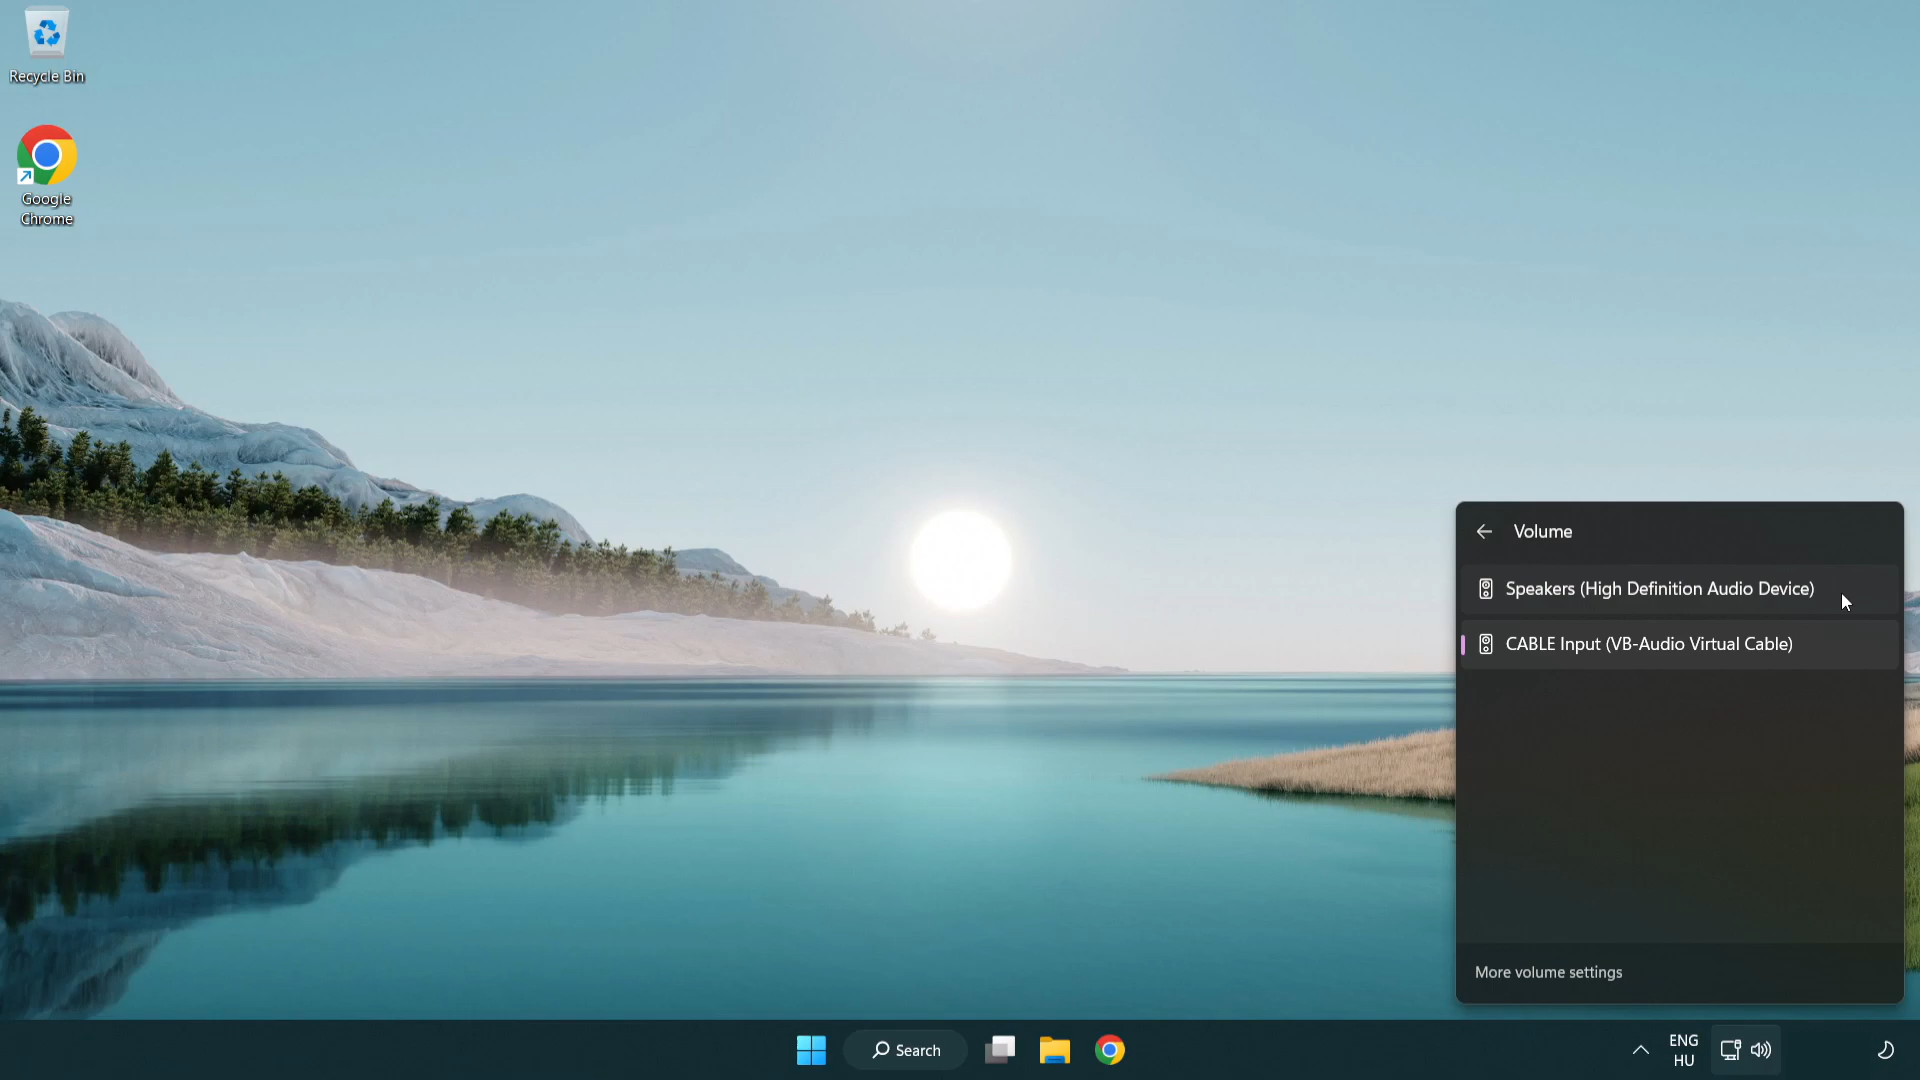 Recycle Bin
Google
Chrome
Volume
Speakers (High Definition Audio Device)
CABLE Input (VB-Audio Virtual Cable)
More volume settings
Search
ENG
HU